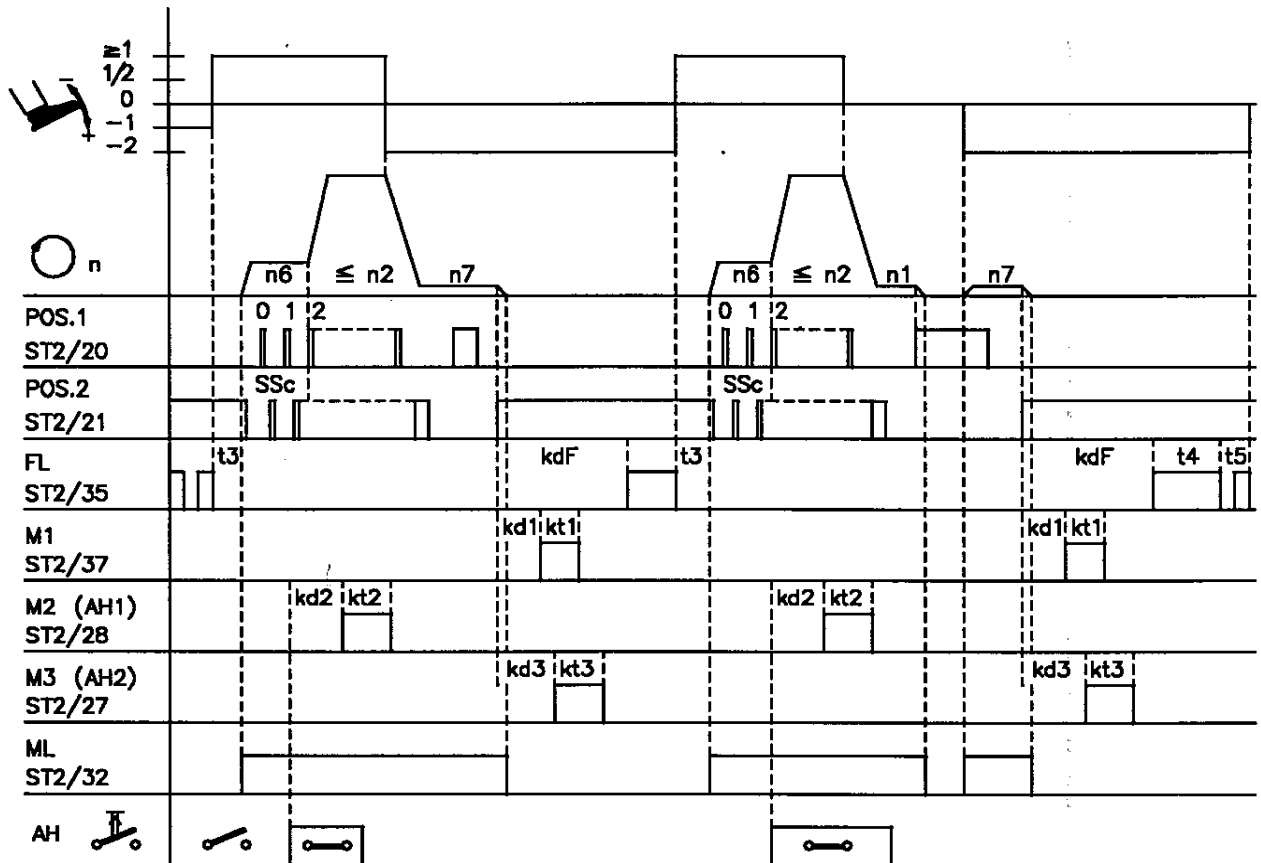 ≧1
1/2
0
−1
−2
−
+
n
n6 ≦ n2 n7 n6 ≦ n2 n1 n7
POS.1
ST2/20
0 1 2 0 1 2
POS.2
ST2/21
SSc SSc
FL
ST2/35
t3 kdF t3 kdF t4 t5
M1
ST2/37
kd1 kt1 kd1 kt1
M2 (AH1)
ST2/28
kd2 kt2 kd2 kt2
M3 (AH2)
ST2/27
kd3 kt3 kd3 kt3
ML
ST2/32
AH